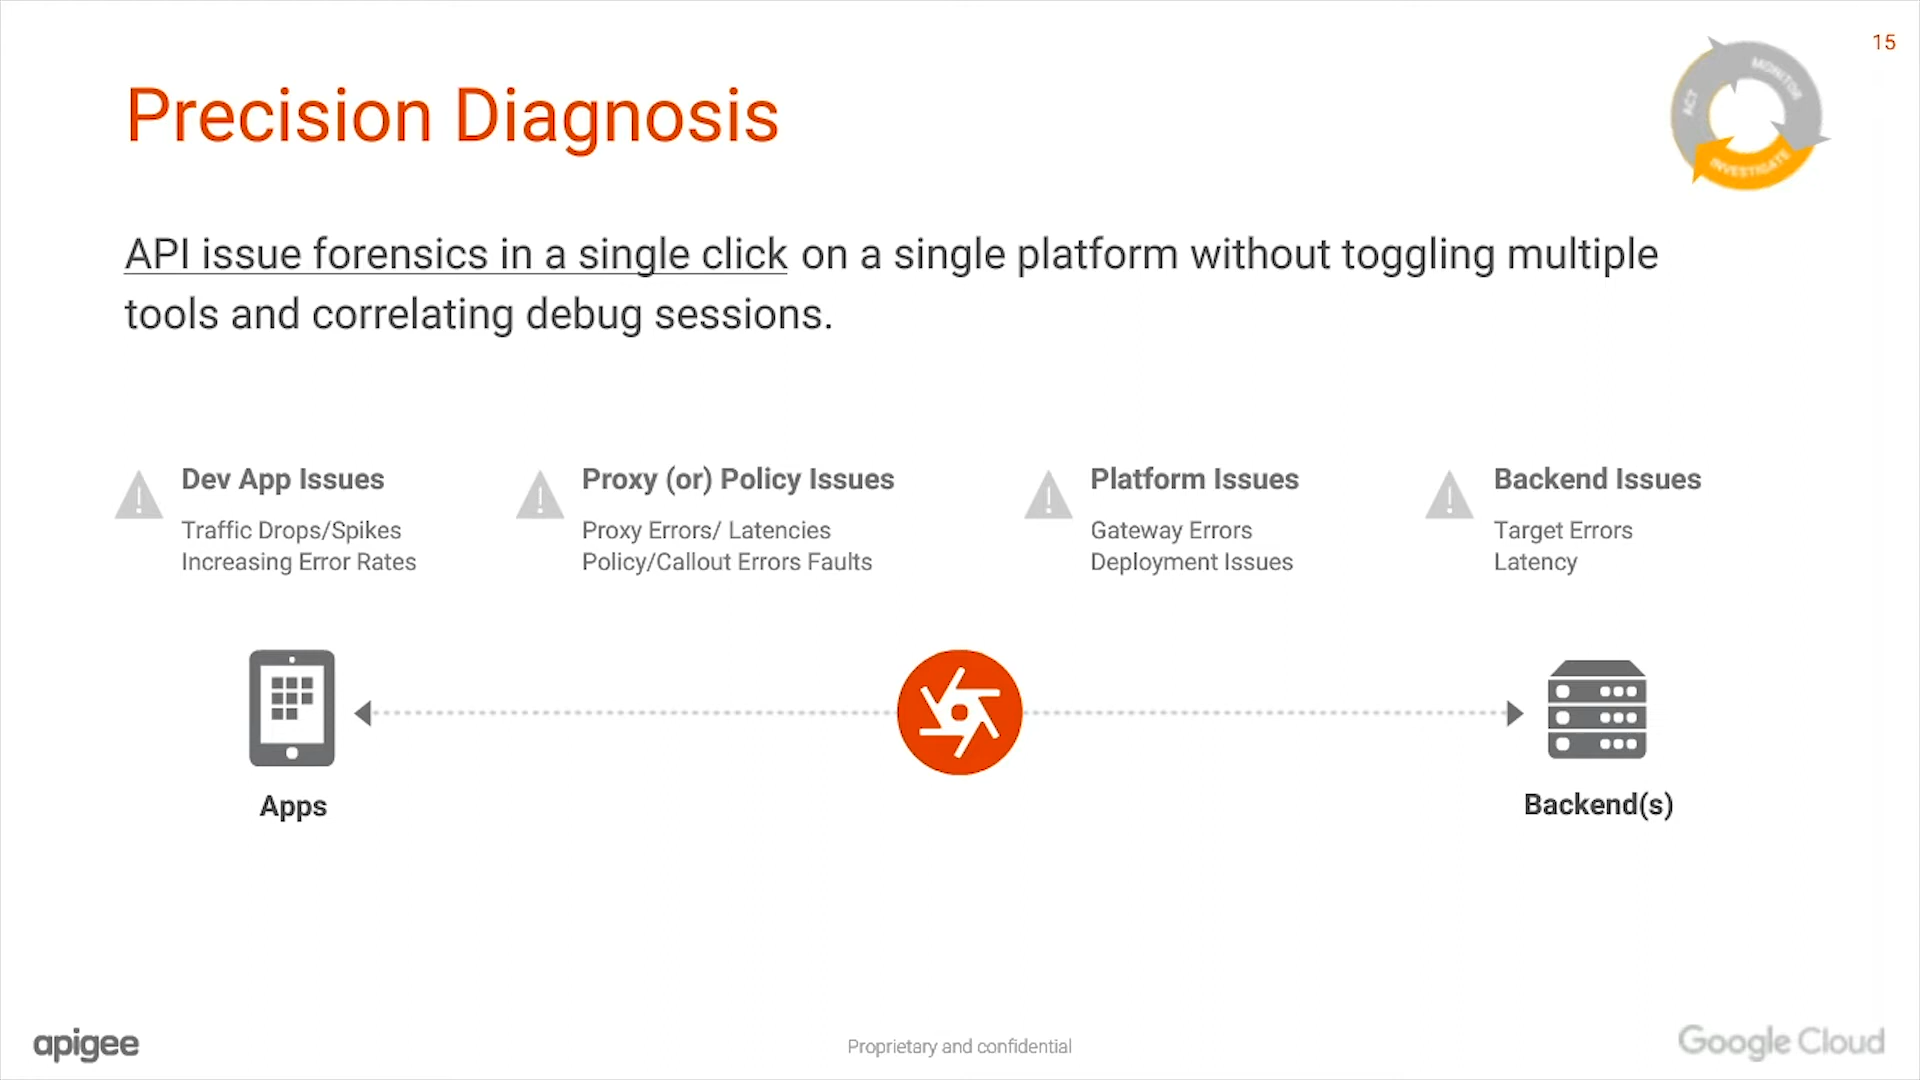 15
MONITOR
ACT
INVESTIGATE
Precision Diagnosis
API issue forensics in a single click on a single platform without toggling multiple
tools and correlating debug sessions.
Dev App Issues
Traffic Drops/Spikes
Increasing Error Rates
Proxy (or) Policy Issues
Proxy Errors/ Latencies
Policy/Callout Errors Faults
Platform Issues
Gateway Errors
Deployment Issues
Backend Issues
Target Errors
Latency
Apps
Backend(s)
apigee
Proprietary and confidential
Google Cloud